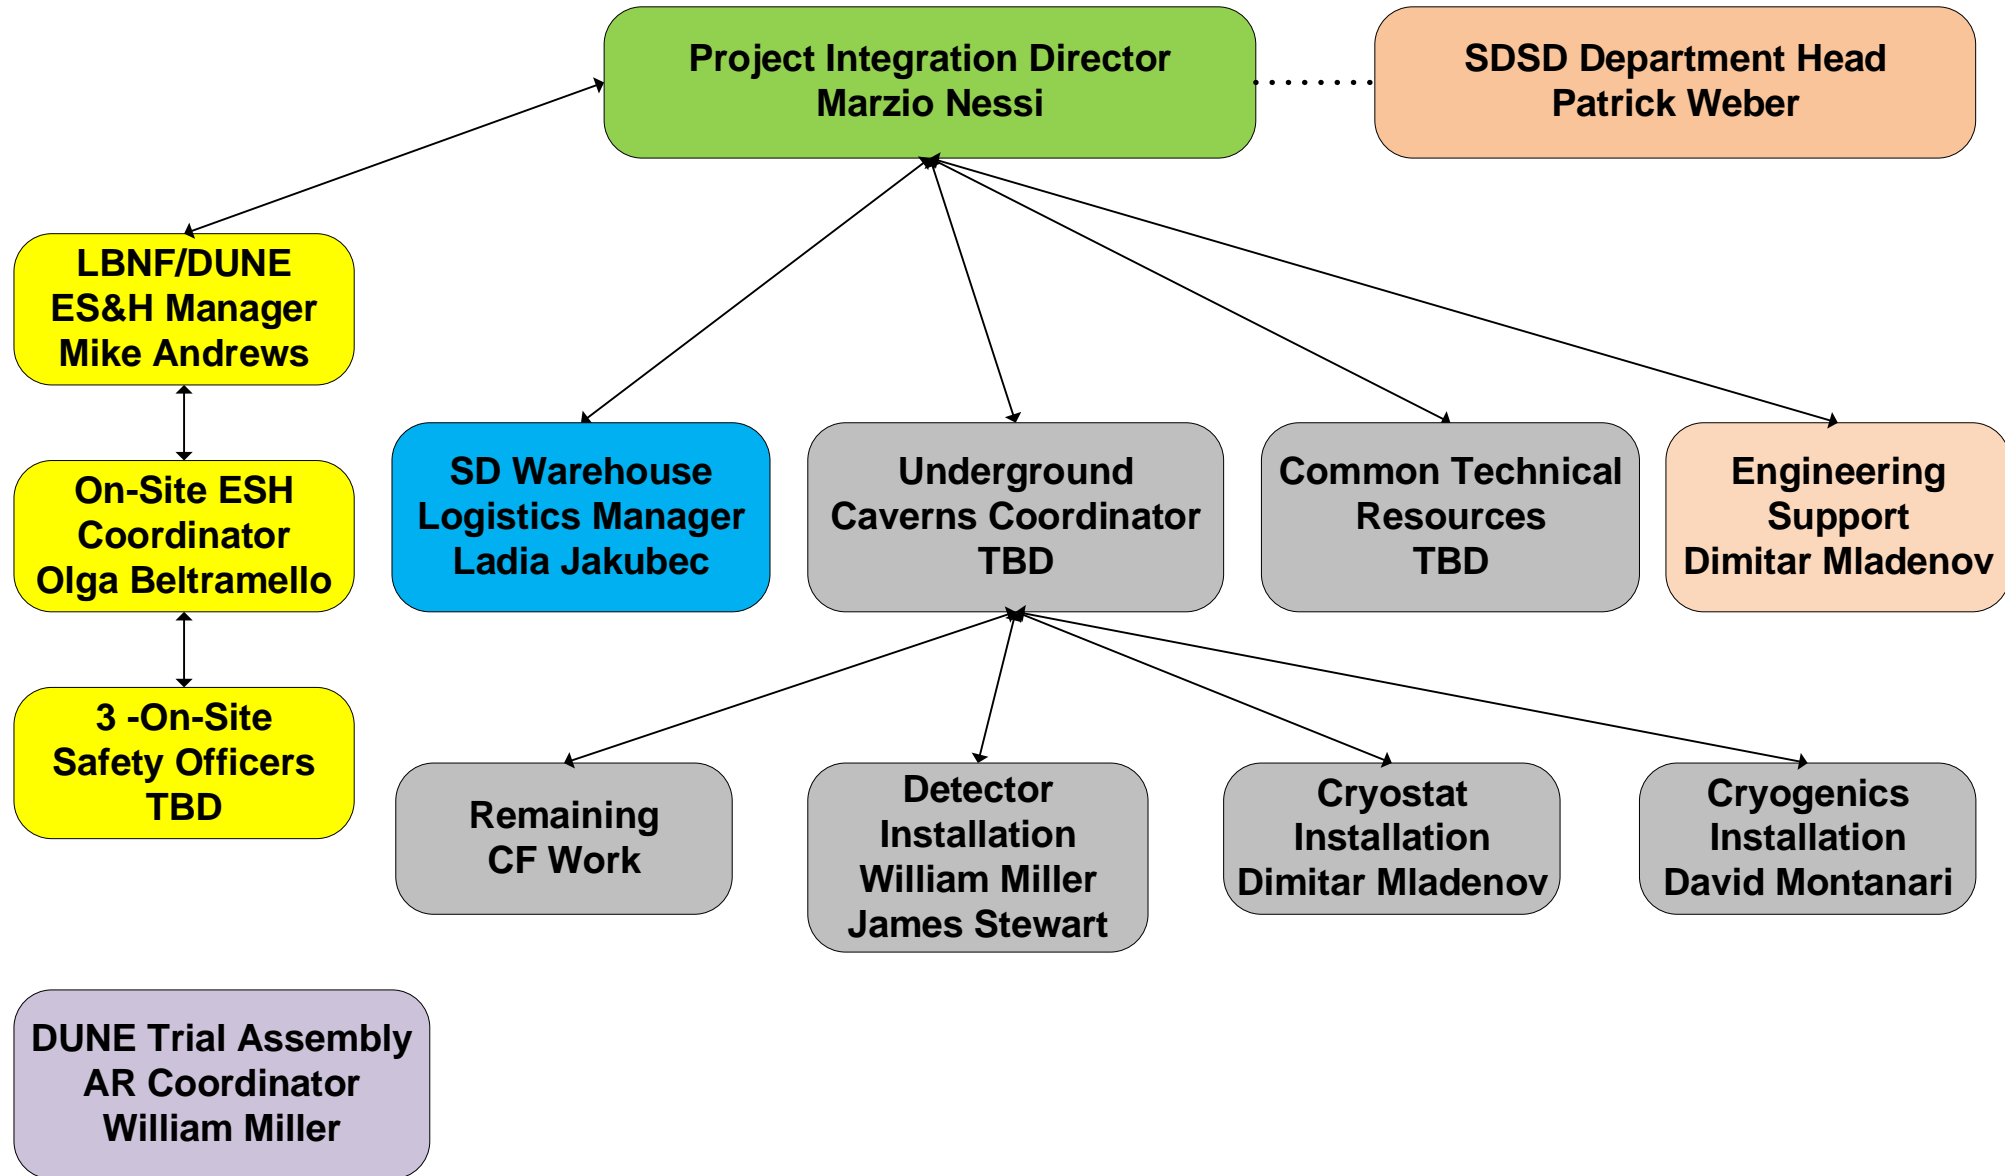 Project Integration Director
Marzio Nessi
SDSD Department Head
Patrick Weber
LBNF/DUNE
ES&H Manager
Mike Andrews
On-Site ESH
Coordinator
Olga Beltramello
3 -On-Site
Safety Officers
TBD
SD Warehouse
Logistics Manager
Ladia Jakubec
Underground
Caverns Coordinator
TBD
Common Technical
Resources
TBD
Engineering
Support
Dimitar Mladenov
Remaining
CF Work
Detector
Installation
William Miller
James Stewart
Cryostat
Installation
Dimitar Mladenov
Cryogenics
Installation
David Montanari
DUNE Trial Assembly
AR Coordinator
William Miller